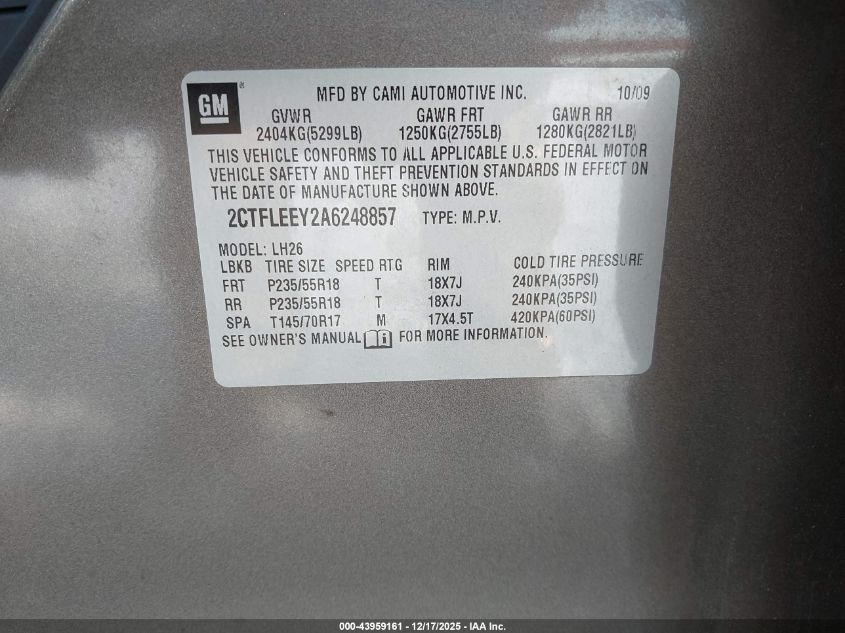 GM ®
MFD BY CAMI AUTOMOTIVE INC. 10/09
GVWR GAWR FRT GAWR RR
2404KG(5299LB) 1250KG(2755LB) 1280KG(2821LB)
THIS VEHICLE CONFORMS TO ALL APPLICABLE U.S. FEDERAL MOTOR
VEHICLE SAFETY AND THEFT PREVENTION STANDARDS IN EFFECT ON
THE DATE OF MANUFACTURE SHOWN ABOVE.
2CTFLEEY2A6248857 TYPE: M.P.V.
MODEL: LH26
LBKB TIRE SIZE SPEED RTG RIM COLD TIRE PRESSURE
FRT P235/55R18 T 18X7J 240KPA(35PSI)
RR P235/55R18 T 18X7J 240KPA(35PSI)
SPA T145/70R17 M 17X4.5T 420KPA(60PSI)
SEE OWNER'S MANUAL FOR MORE INFORMATION.
000-43959161 - 12/17/2025 - IAA Inc.